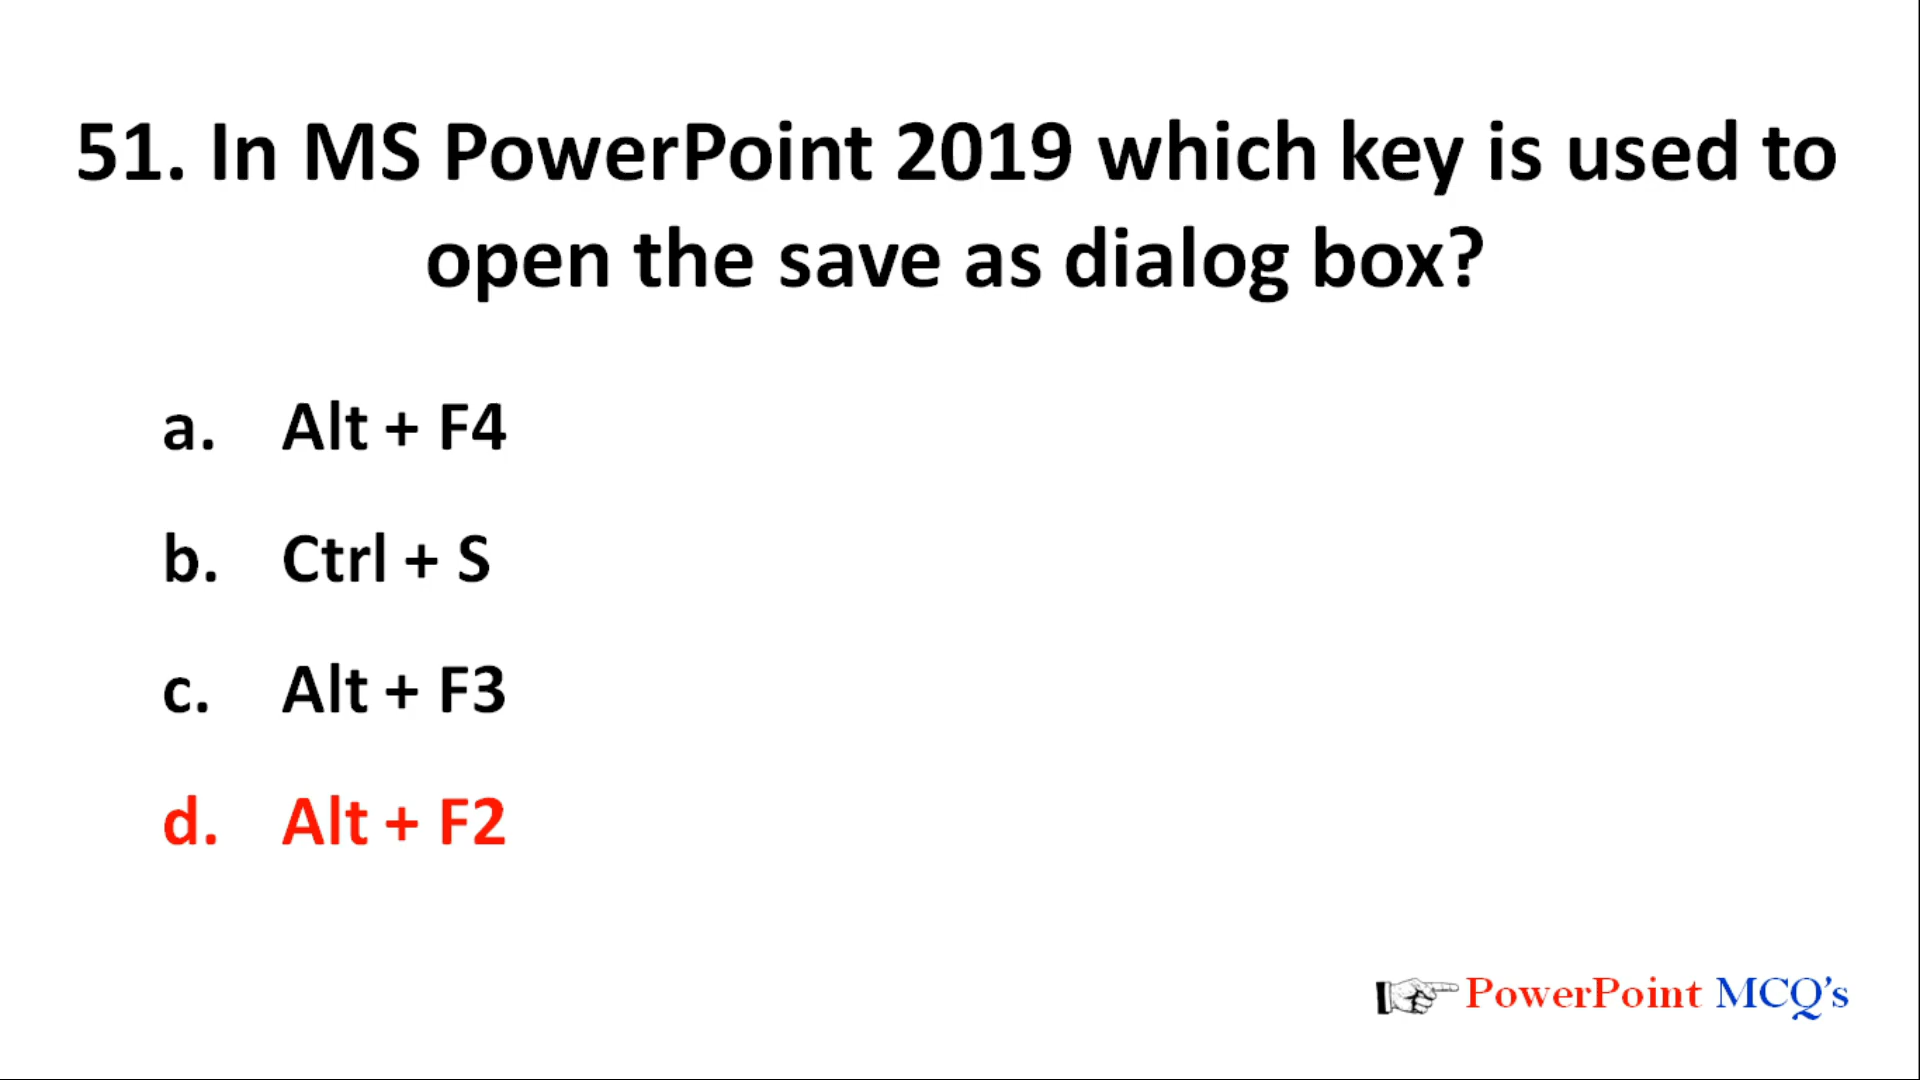 51. In MS PowerPoint 2019 which key is used to
open the save as dialog box?
a. Alt + F4
b. Ctrl + S
c. Alt + F3
d. Alt + F2
PowerPoint MCQ's